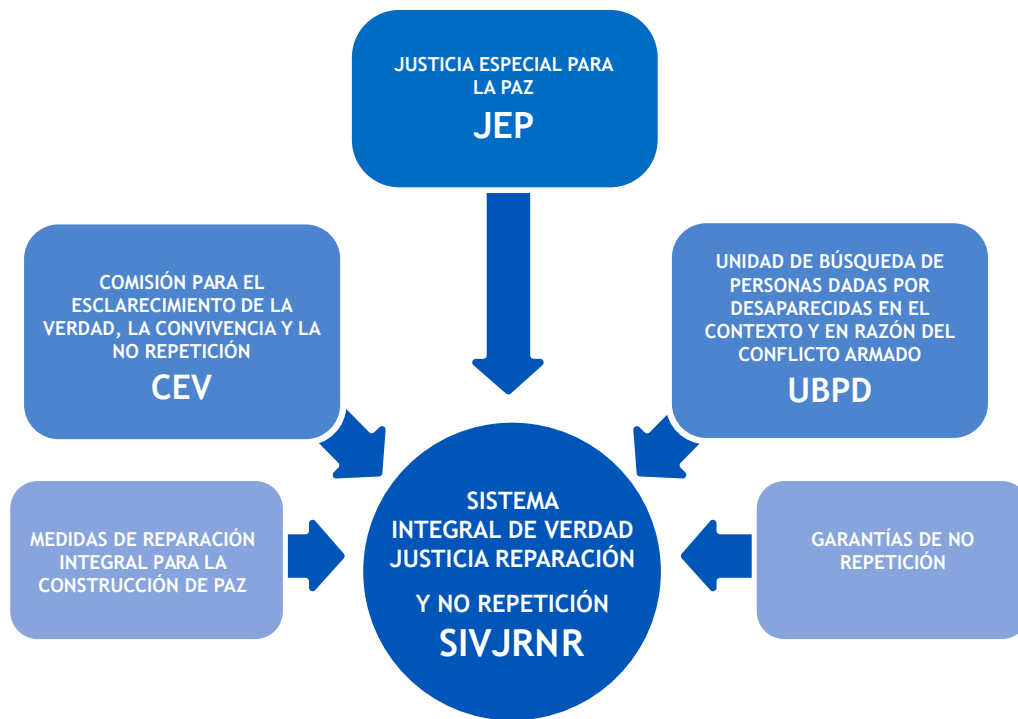 JUSTICIA ESPECIAL PARA
LA PAZ
JEP
COMISIÓN PARA EL
ESCLARECIMIENTO DE LA
VERDAD, LA CONVIVENCIA Y LA
NO REPETICIÓN
CEV
UNIDAD DE BÚSQUEDA DE
PERSONAS DADAS POR
DESAPARECIDAS EN EL
CONTEXTO Y EN RAZÓN DEL
CONFLICTO ARMADO
UBPD
MEDIDAS DE REPARACIÓN
INTEGRAL PARA LA
CONSTRUCCIÓN DE PAZ
SISTEMA
INTEGRAL DE VERDAD
JUSTICIA REPARACIÓN
Y NO REPETICIÓN
SIVJRNR
GARANTÍAS DE NO
REPETICIÓN